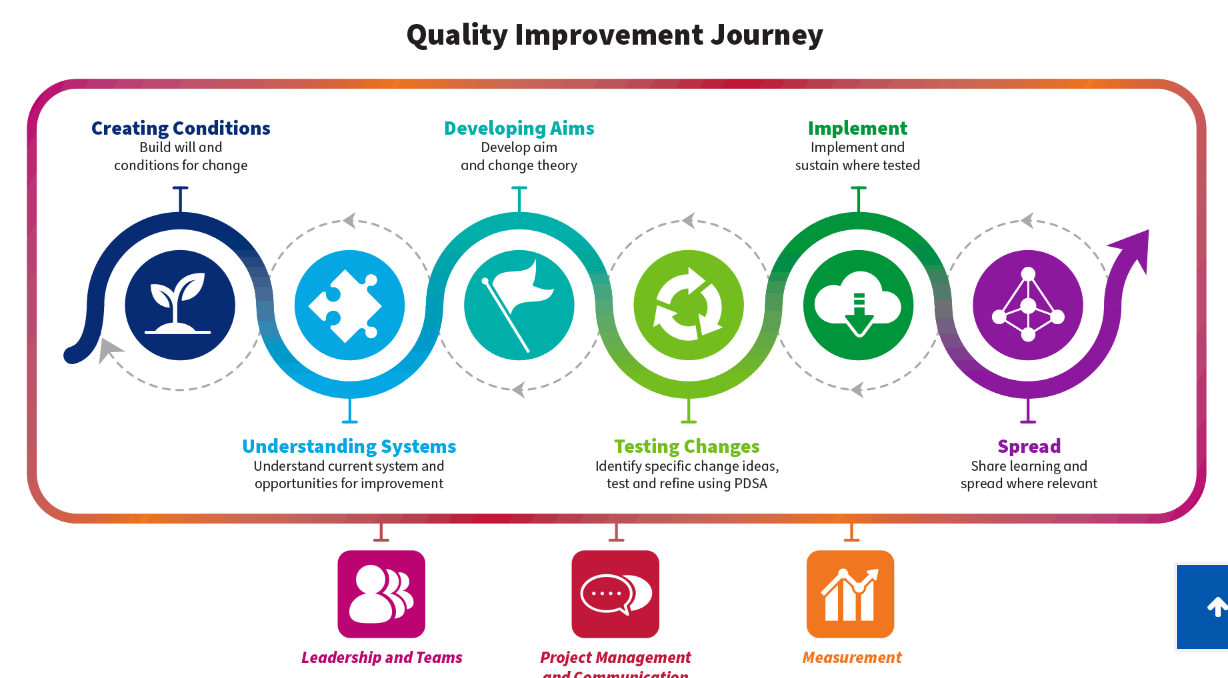 Quality Improvement Journey
Creating Conditions
Build will and
conditions for change
Developing Aims
Develop aim
and change theory
Implement
Implement and
sustain where tested
Understanding Systems
Understand current system and
opportunities for improvement
Testing Changes
Identify specific change ideas,
test and refine using PDSA
Spread
Share learning and
spread where relevant
Leadership and Teams
Project Management
and Communication
Measurement